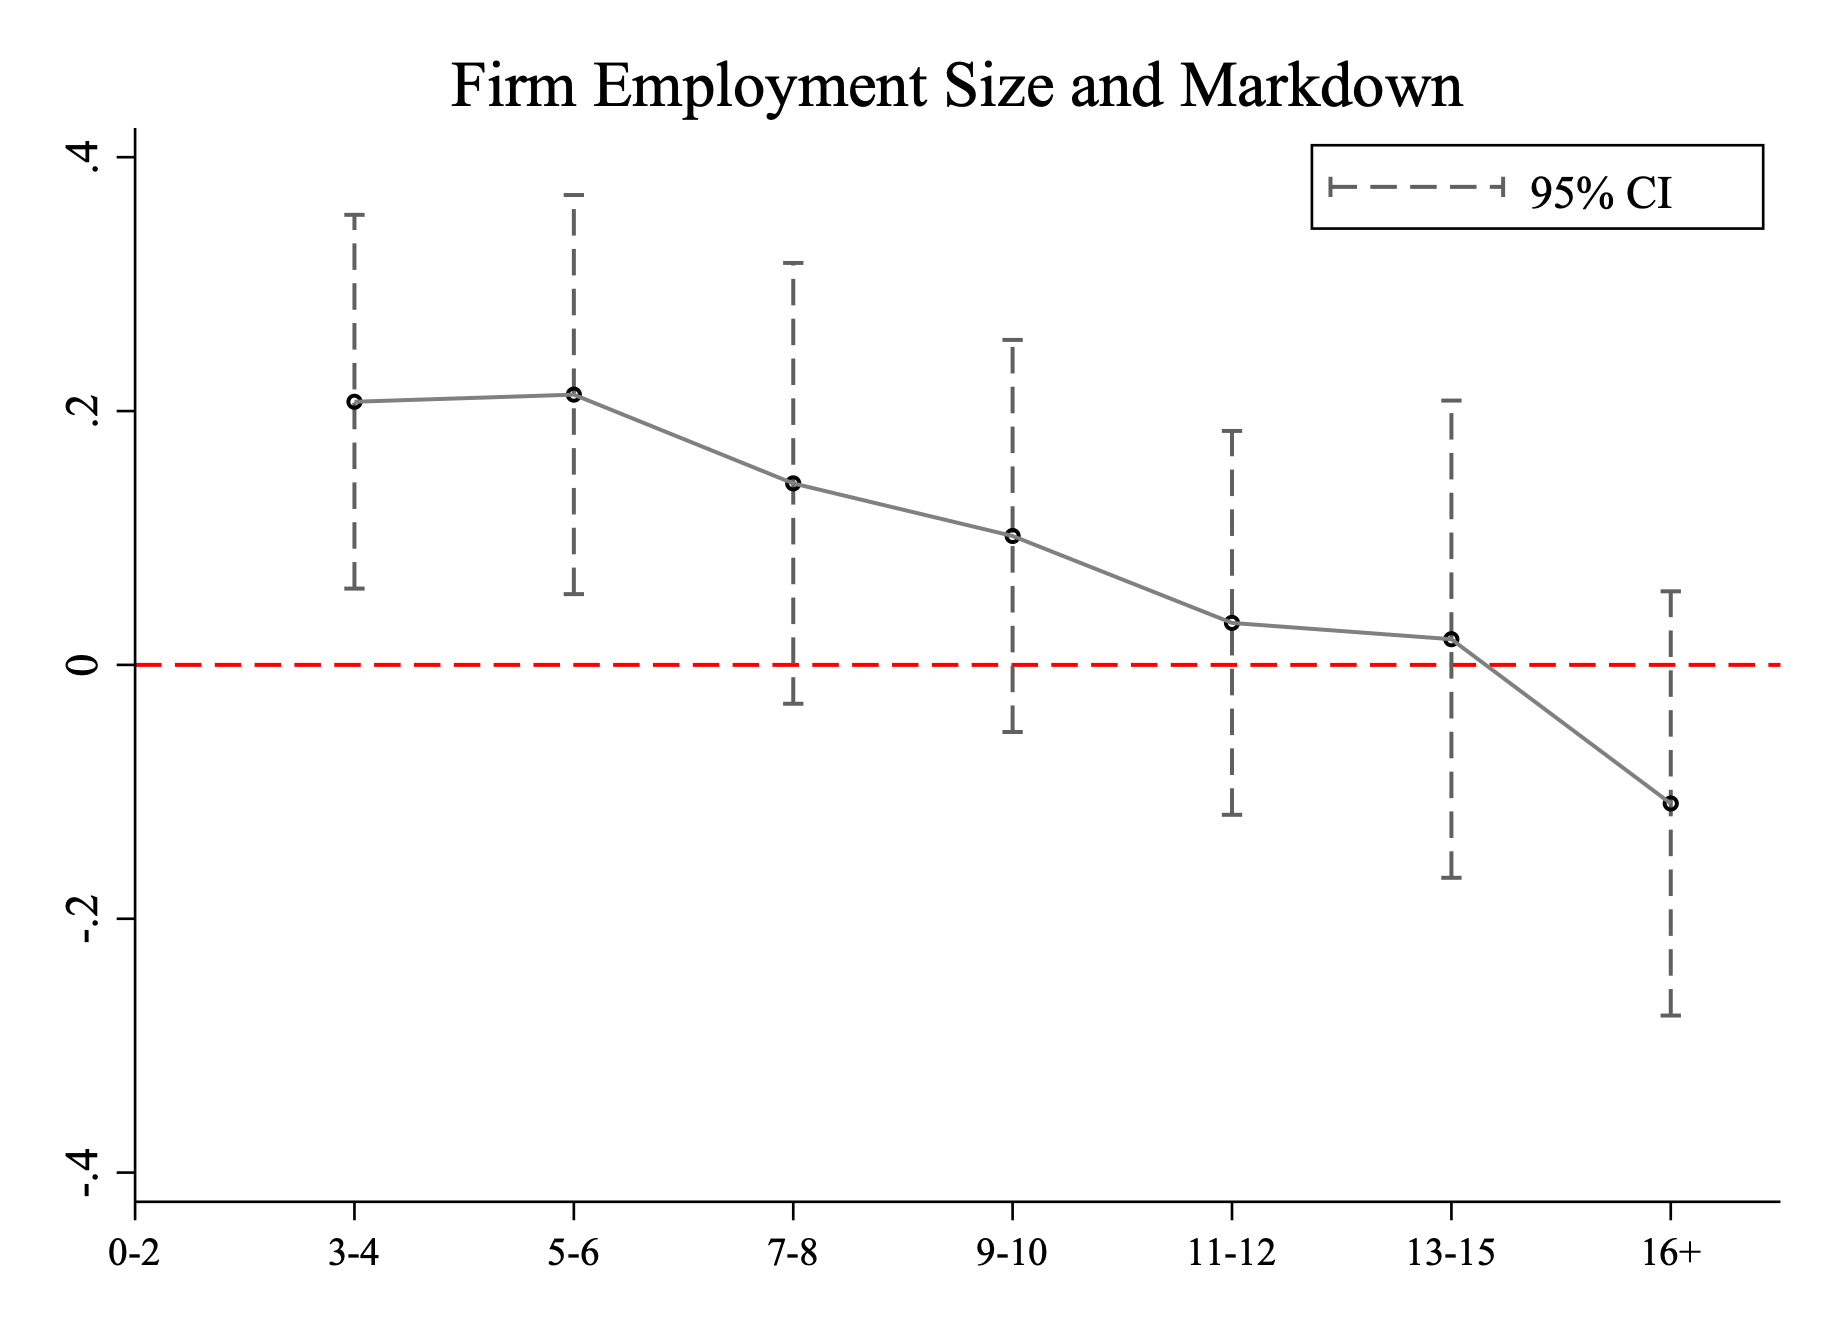 Firm Employment Size and Markdown
95% CI
.4
.2
0
-.2
-.4
0-2 3-4 5-6 7-8 9-10 11-12 13-15 16+